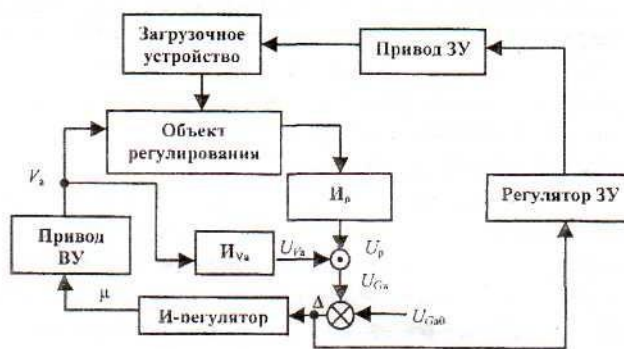 Загрузочное
устройство
Привод ЗУ
Объект
регулирования
Vа
Иρ
Регулятор ЗУ
Привод
ВУ
ИVа
UVа
Uρ
UGа
μ
И-регулятор
Δ
UGа0